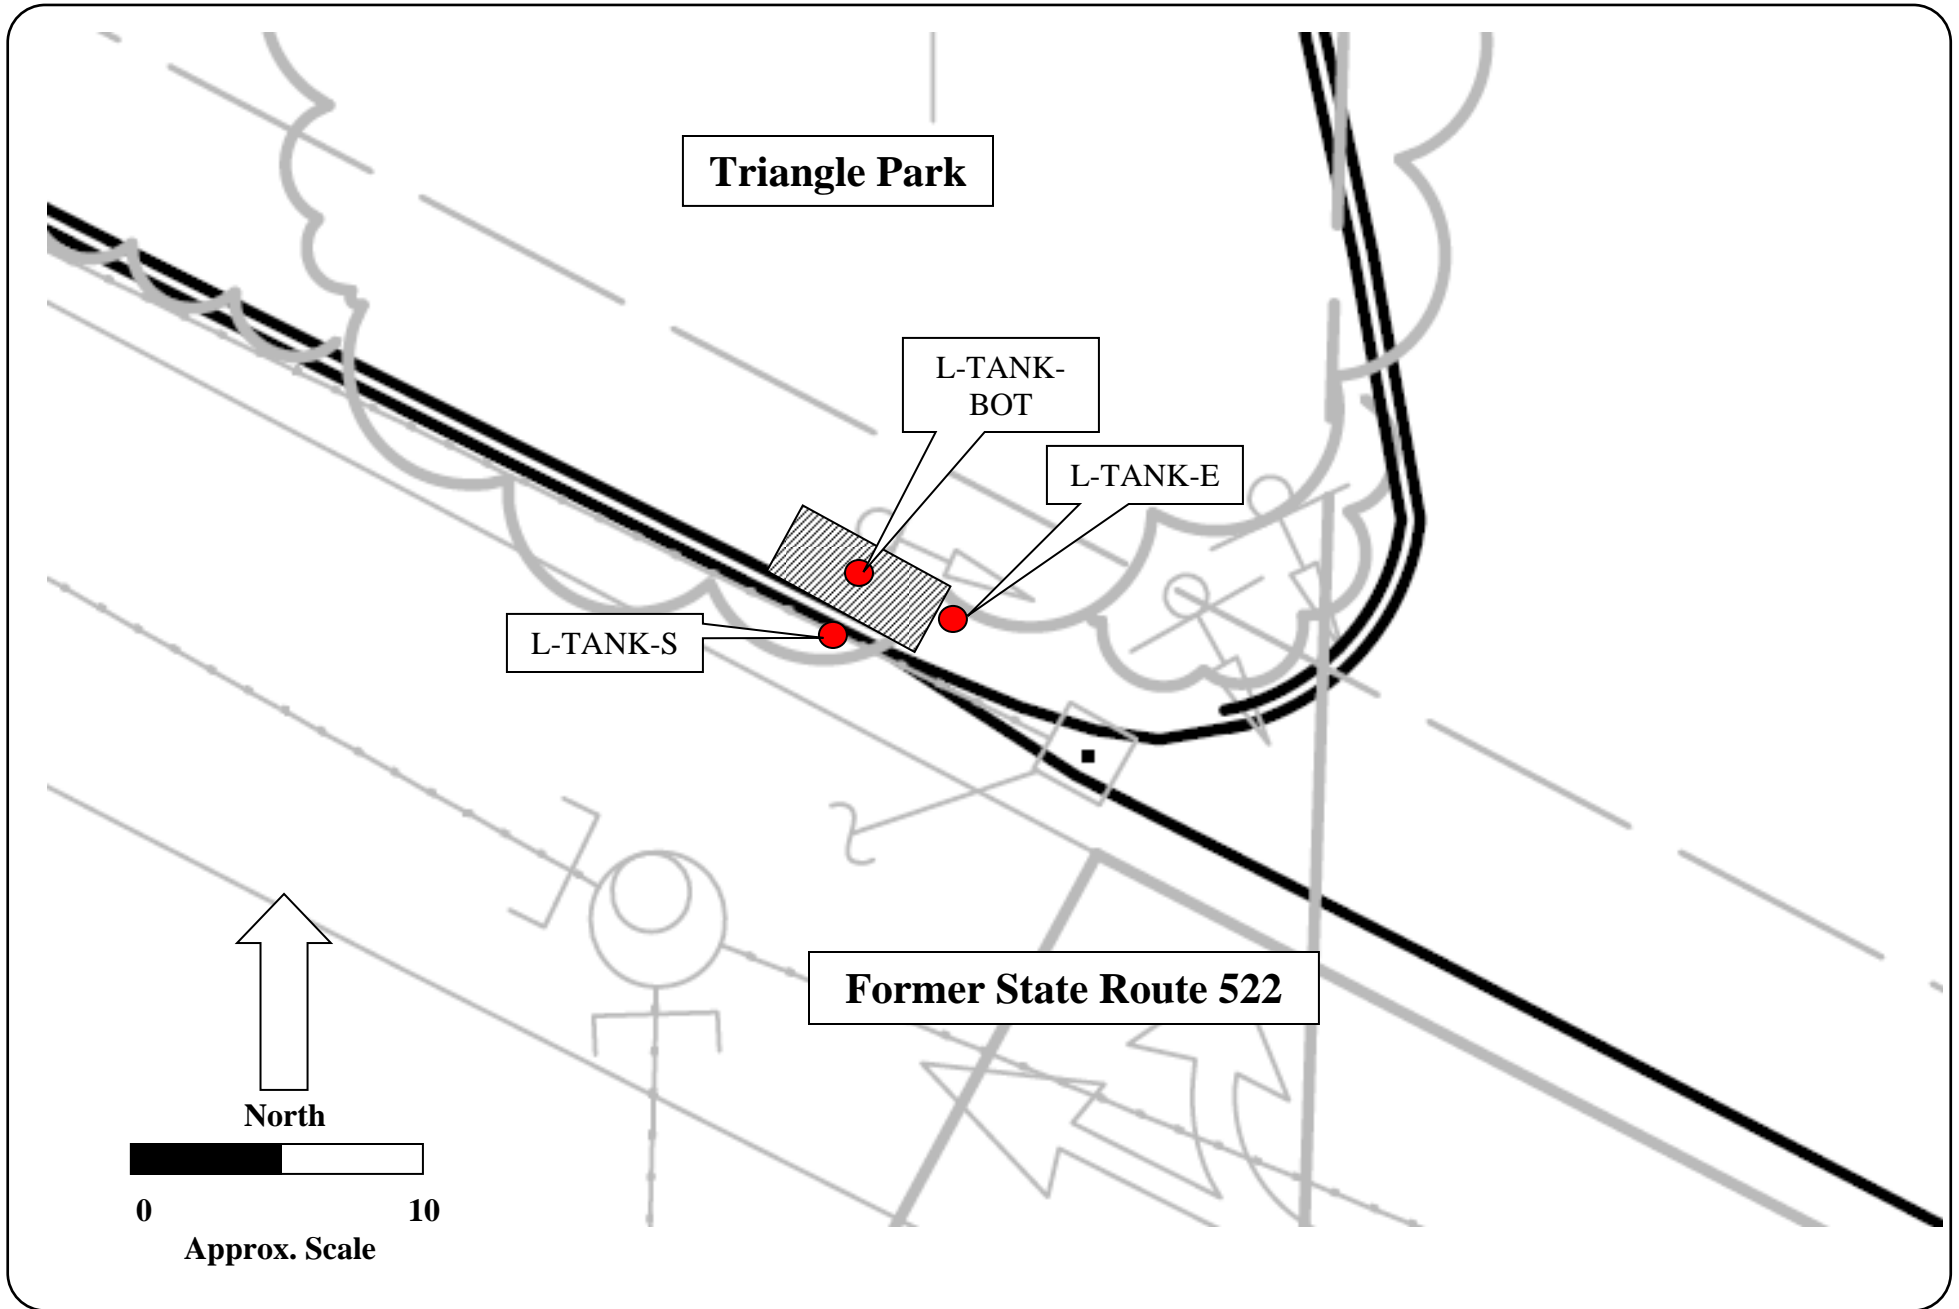 Triangle Park
L-TANK-
BOT
L-TANK-E
L-TANK-S
Former State Route 522
North
0 10
Approx. Scale